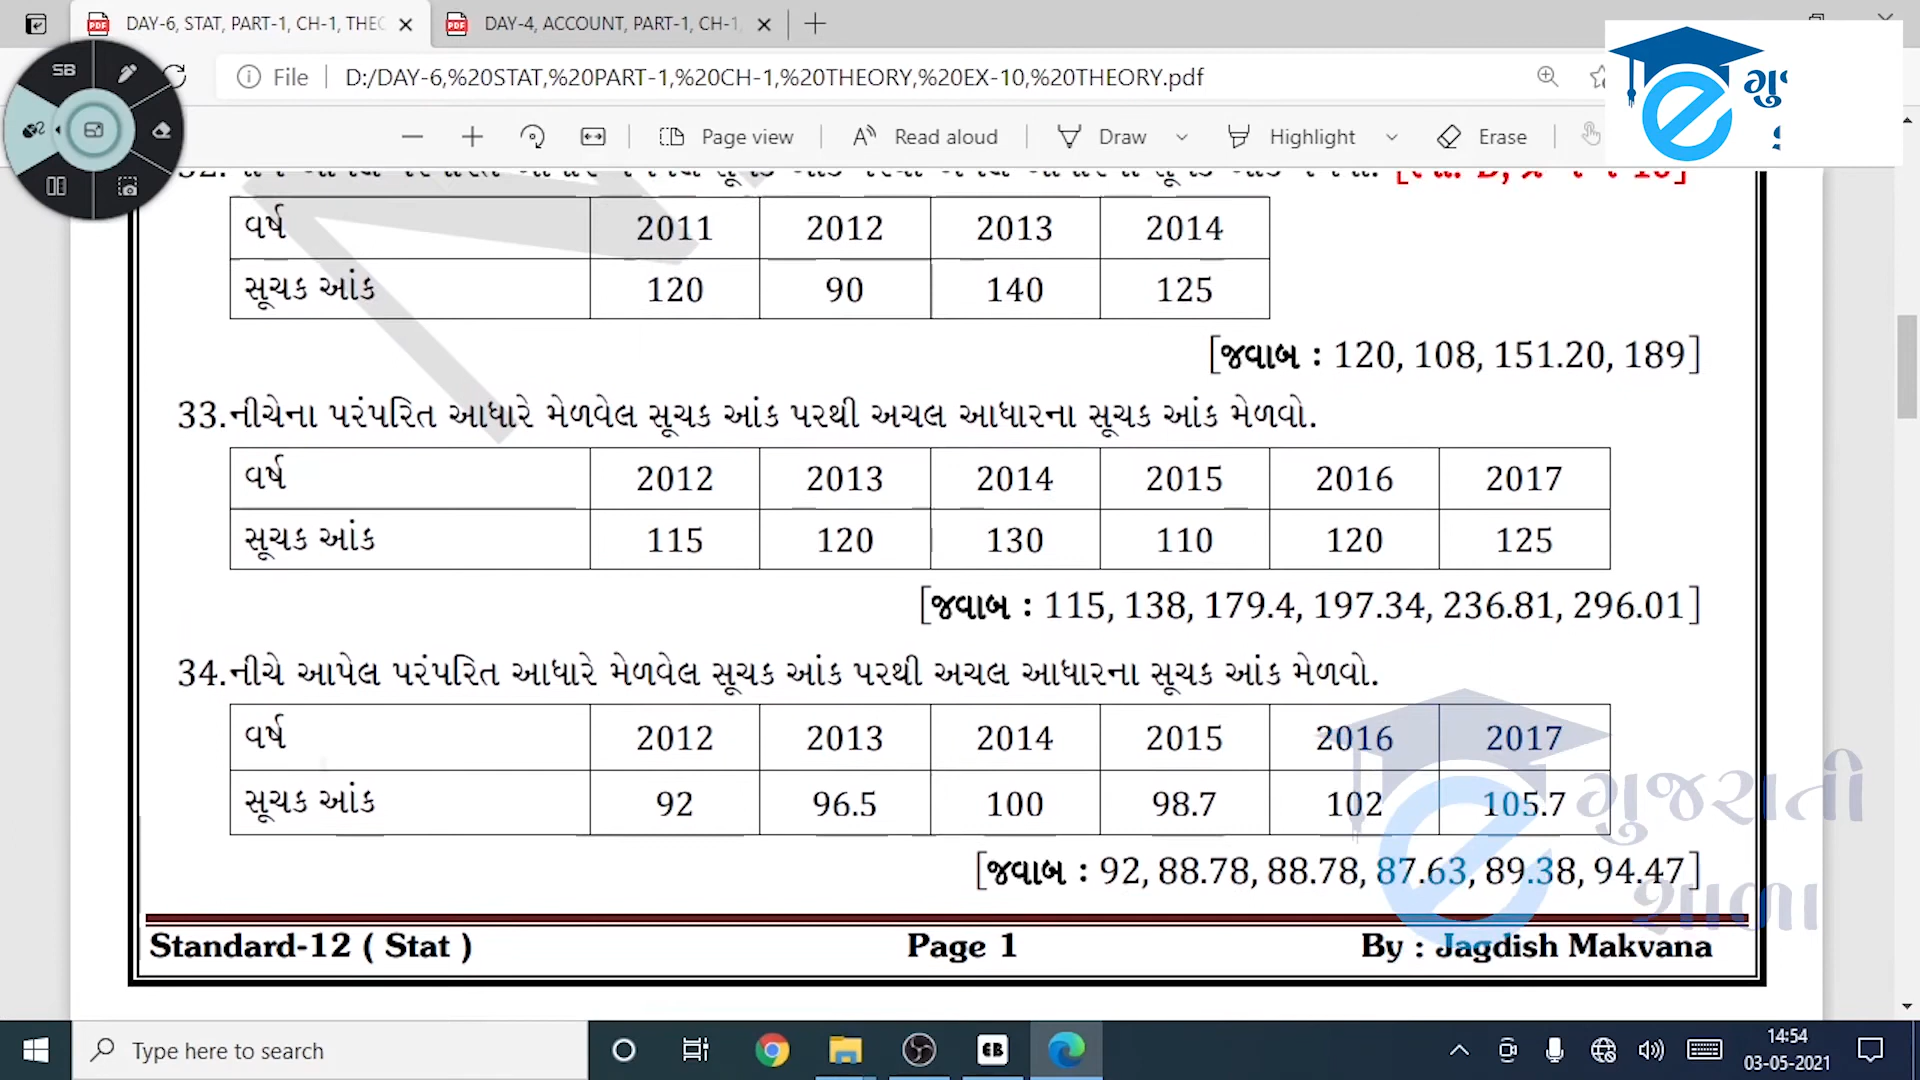 DAY-6, STAT, PART-1, CH-1, THEO
DAY-4, ACCOUNT, PART-1, CH-1,
File
D:/DAY-6,%20STAT,%20PART-1,%20CH-1,%20THEORY,%20EX-10,%20THEORY.pdf
Page view
Read aloud
Draw
Highlight
Erase
વર્ષ 2011 2012 2013 2014
સૂચક આંક 120 90 140 125
[જવાબ : 120, 108, 151.20, 189]
33.નીચેના પરંપરિત આધારે મેળવેલ સૂચક આંક પરથી અચલ આધારના સૂચક આંક મેળવો.
વર્ષ 2012 2013 2014 2015 2016 2017
સૂચક આંક 115 120 130 110 120 125
[જવાબ : 115, 138, 179.4, 197.34, 236.81, 296.01]
34.નીચે આપેલ પરંપરિત આધારે મેળવેલ સૂચક આંક પરથી અચલ આધારના સૂચક આંક મેળવો.
વર્ષ 2012 2013 2014 2015 2016 2017
સૂચક આંક 92 96.5 100 98.7 102 105.7
[જવાબ : 92, 88.78, 88.78, 87.63, 89.38, 94.47]
ગુજરાતી
શાળા
Standard-12 ( Stat ) Page 1 By : Jagdish Makvana
Type here to search
14:54
03-05-2021